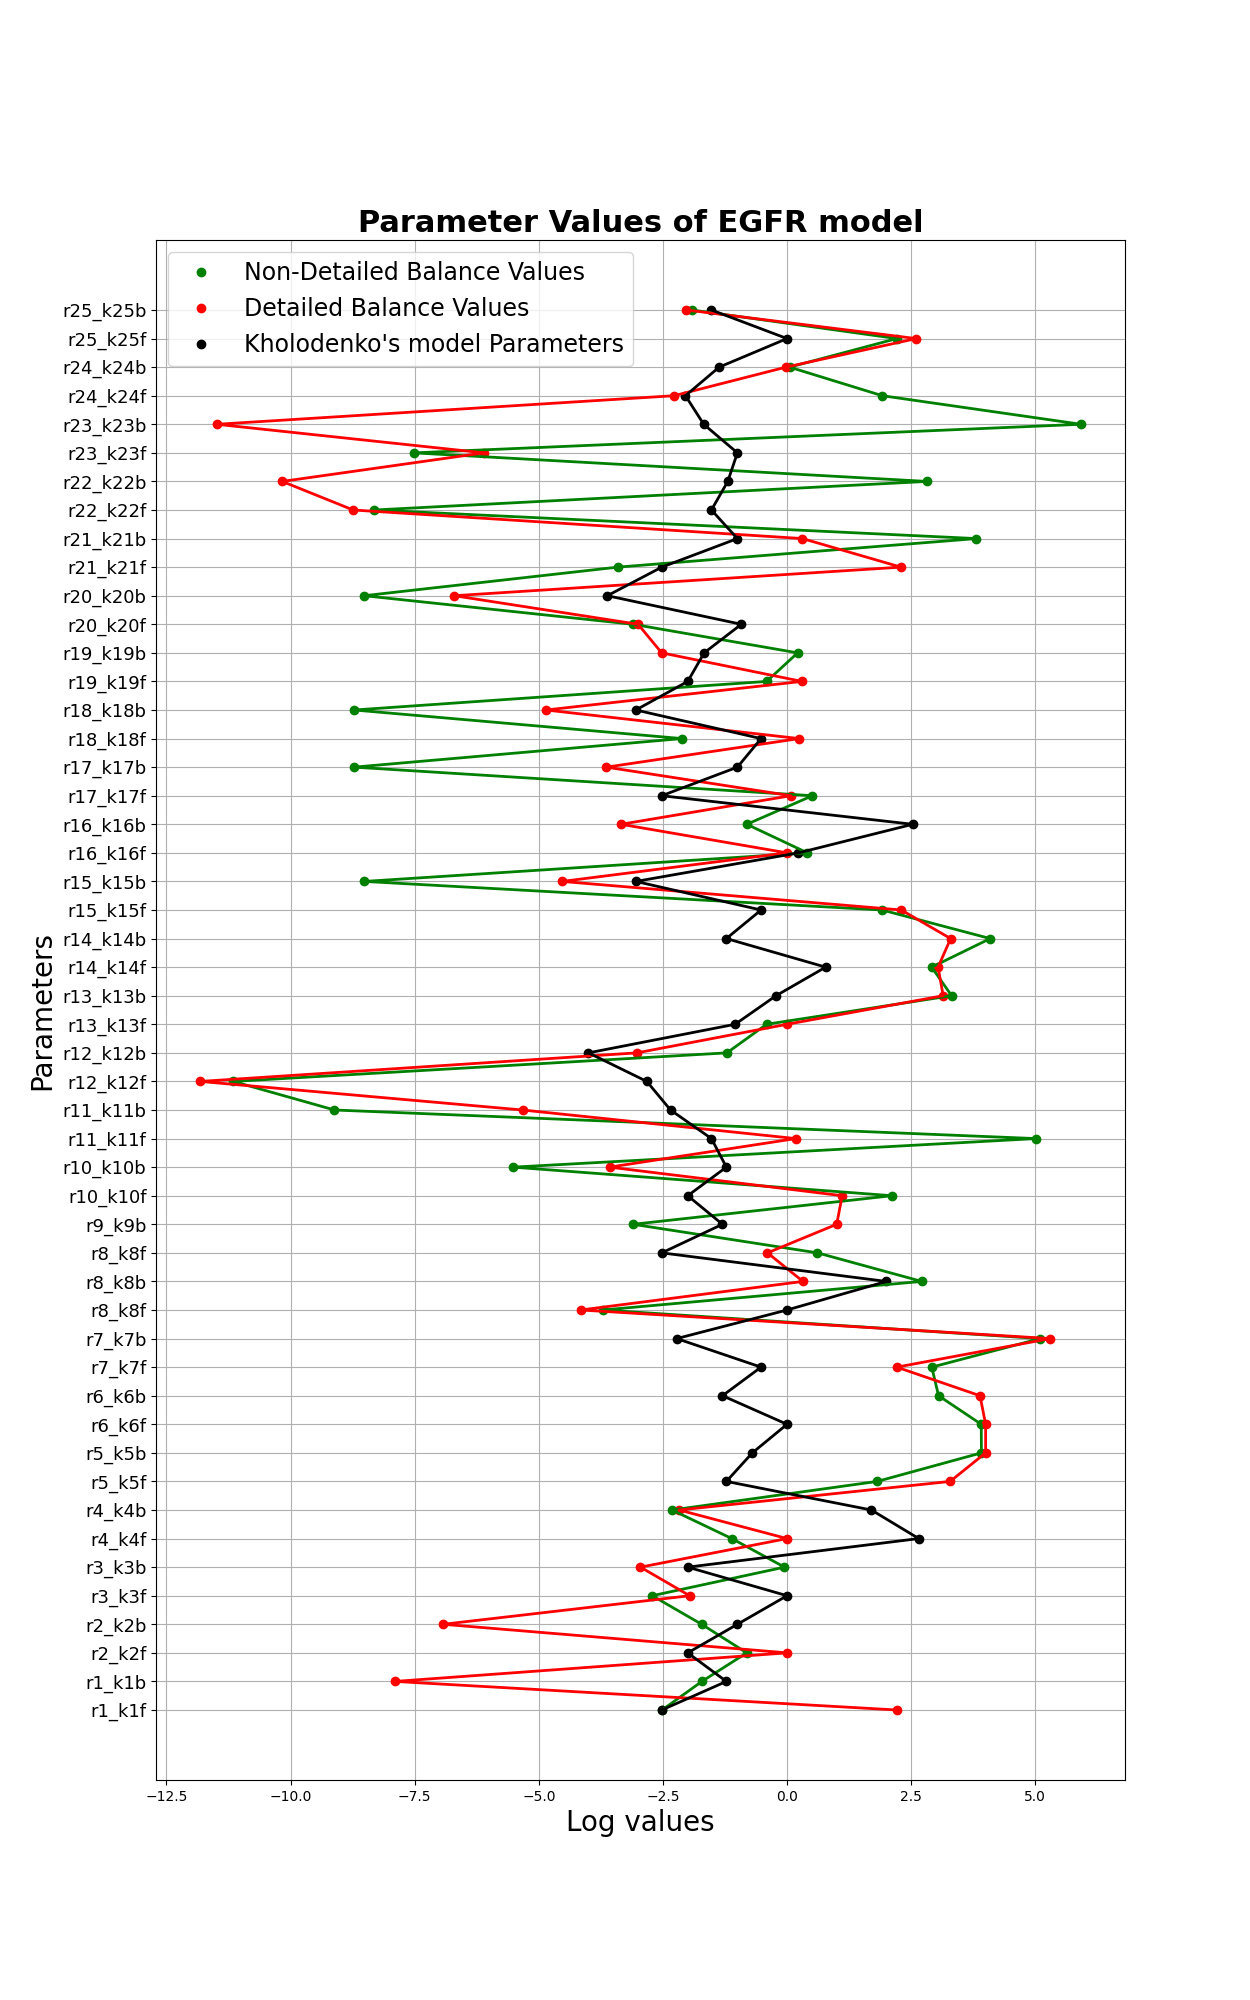 Parameter Values of EGFR model
Non-Detailed Balance Values
Detailed Balance Values
Kholodenko's model Parameters
r25_k25b
r25_k25f
r24_k24b
r24_k24f
r23_k23b
r23_k23f
r22_k22b
r22_k22f
r21_k21b
r21_k21f
r20_k20b
r20_k20f
r19_k19b
r19_k19f
r18_k18b
r18_k18f
r17_k17b
r17_k17f
r16_k16b
r16_k16f
r15_k15b
r15_k15f
r14_k14b
r14_k14f
r13_k13b
r13_k13f
r12_k12b
r12_k12f
r11_k11b
r11_k11f
r10_k10b
r10_k10f
r9_k9b
r8_k8f
r8_k8b
r8_k8f
r7_k7b
r7_k7f
r6_k6b
r6_k6f
r5_k5b
r5_k5f
r4_k4b
r4_k4f
r3_k3b
r3_k3f
r2_k2b
r2_k2f
r1_k1b
r1_k1f
Parameters
−12.5 −10.0 −7.5 −5.0 −2.5 0.0 2.5 5.0
Log values